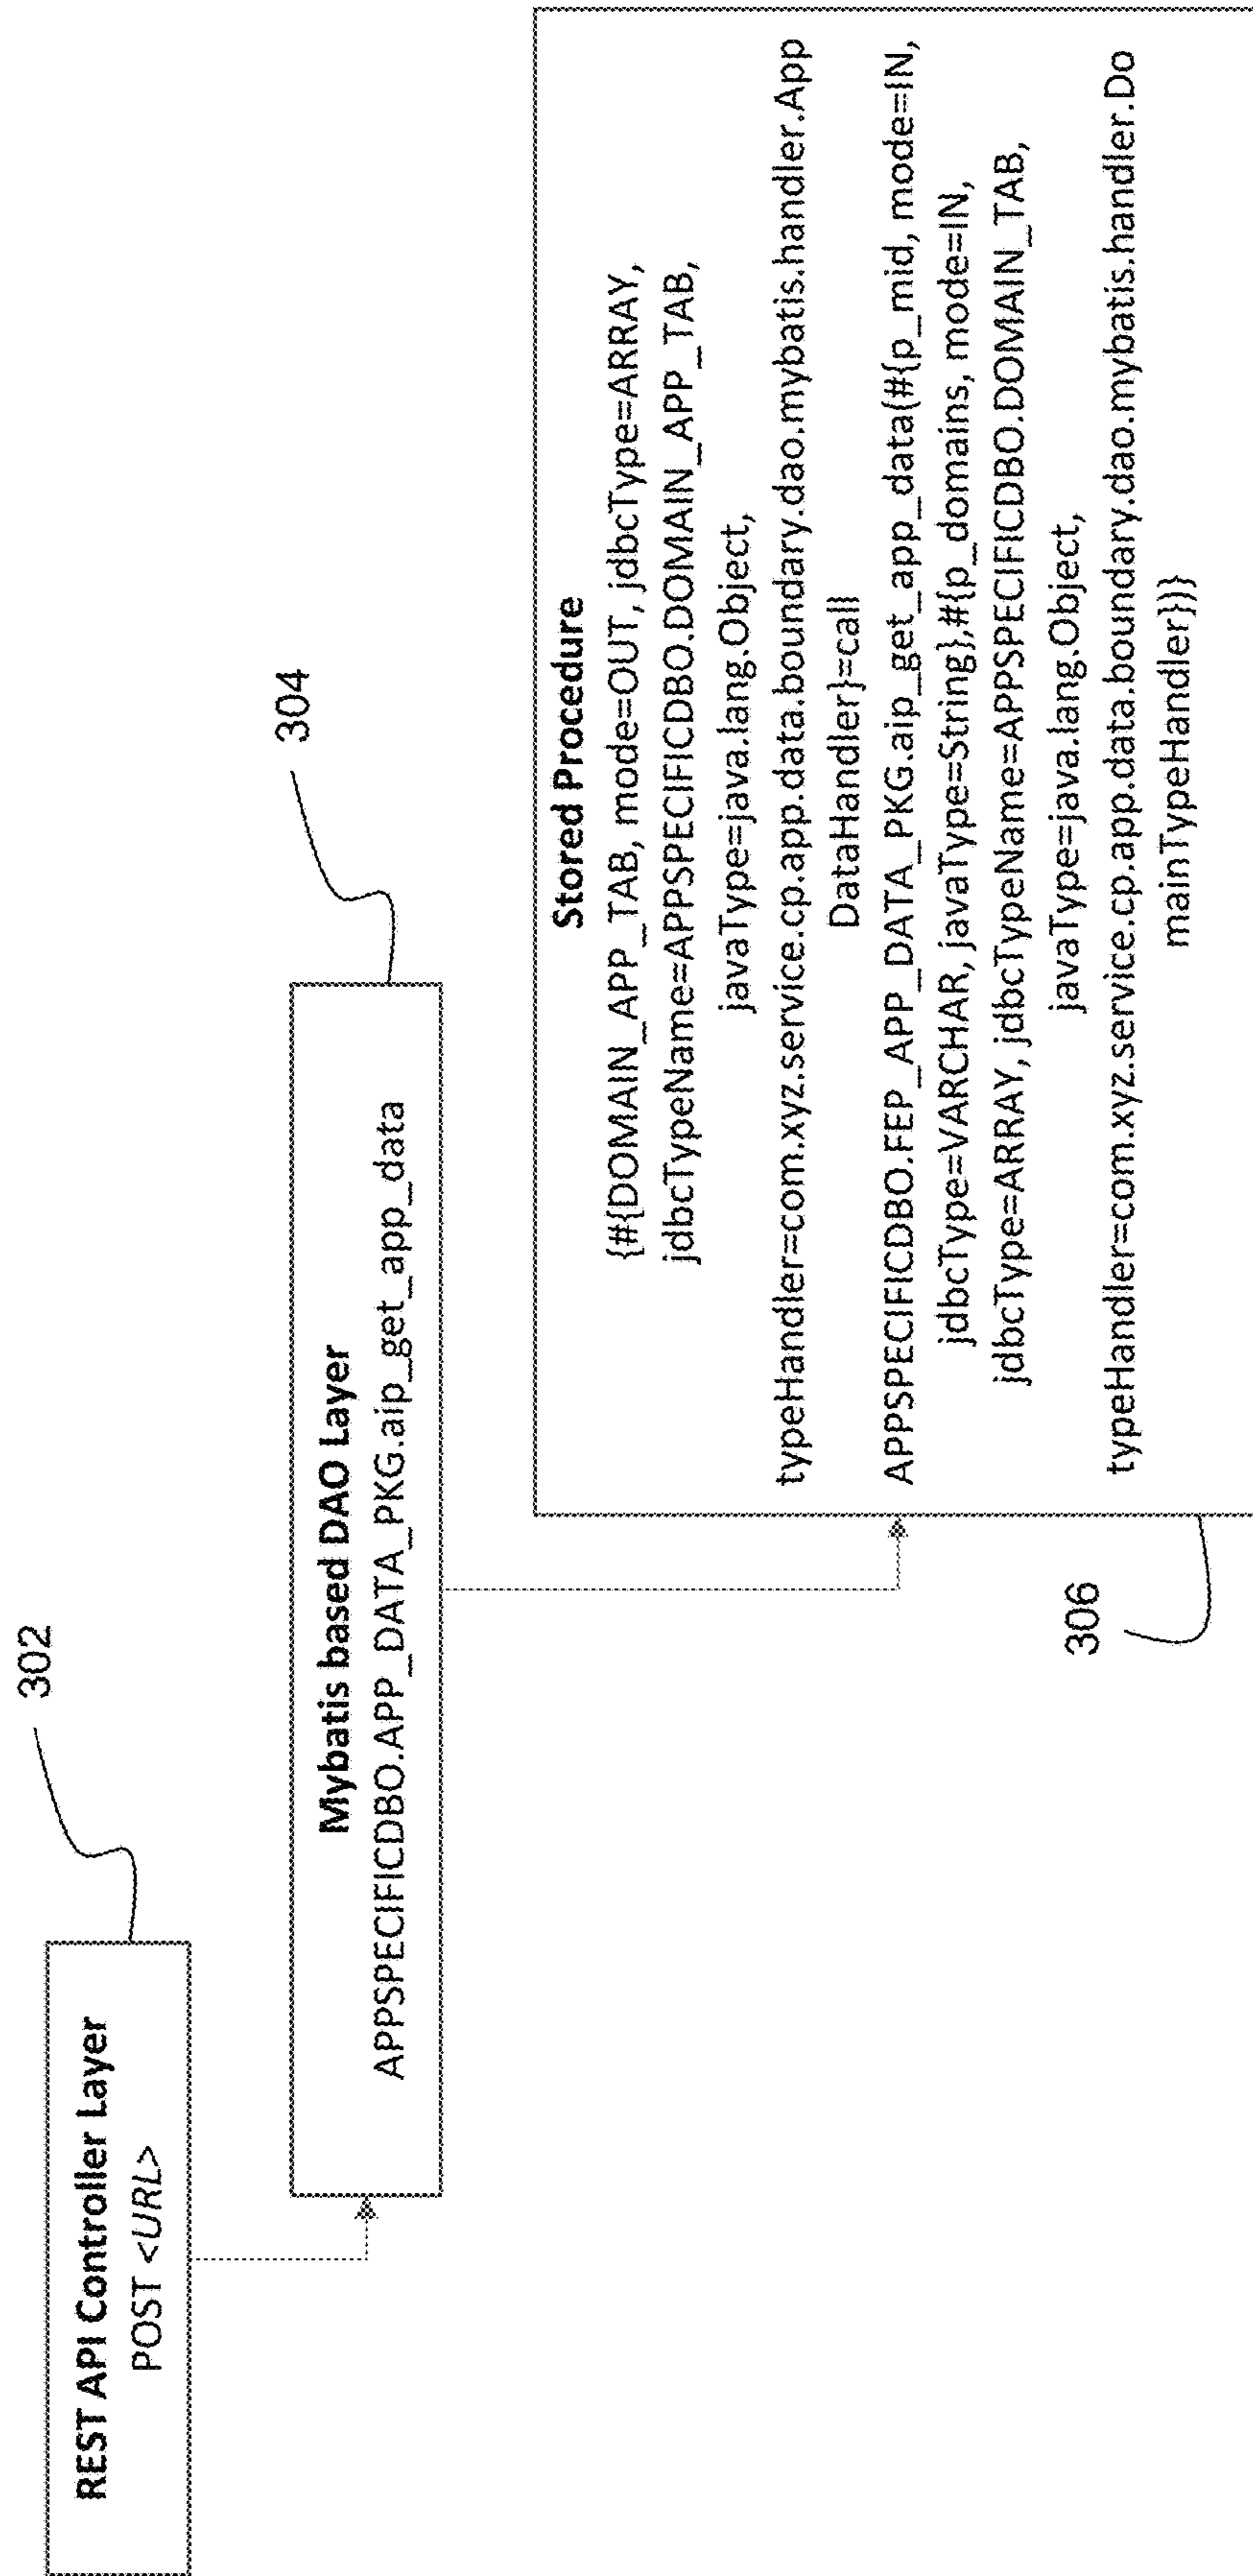 302
REST API Controller Layer
POST <URL>
304
Mybatis based DAO Layer
APPSPECIFICDBO.APP_DATA_PKG.aip_get_app_data
306
Stored Procedure
{#{DOMAIN_APP_TAB, mode=OUT, jdbcType=ARRAY,
jdbcTypeName=APPSPECIFICDBO.DOMAIN_APP_TAB,
javaType=java.lang.Object,
typeHandler=com.xyz.service.cp.app.data.boundary.dao.mybatis.handler.App
DataHandler}=call
APPSPECIFICDBO.FEP_APP_DATA_PKG.aip_get_app_data(#{p_mid, mode=IN,
jdbcType=VARCHAR, javaType=String},#{p_domains, mode=IN,
jdbcType=ARRAY, jdbcTypeName=APPSPECIFICDBO.DOMAIN_TAB,
javaType=java.lang.Object,
typeHandler=com.xyz.service.cp.app.data.boundary.dao.mybatis.handler.Do
mainTypeHandler})}